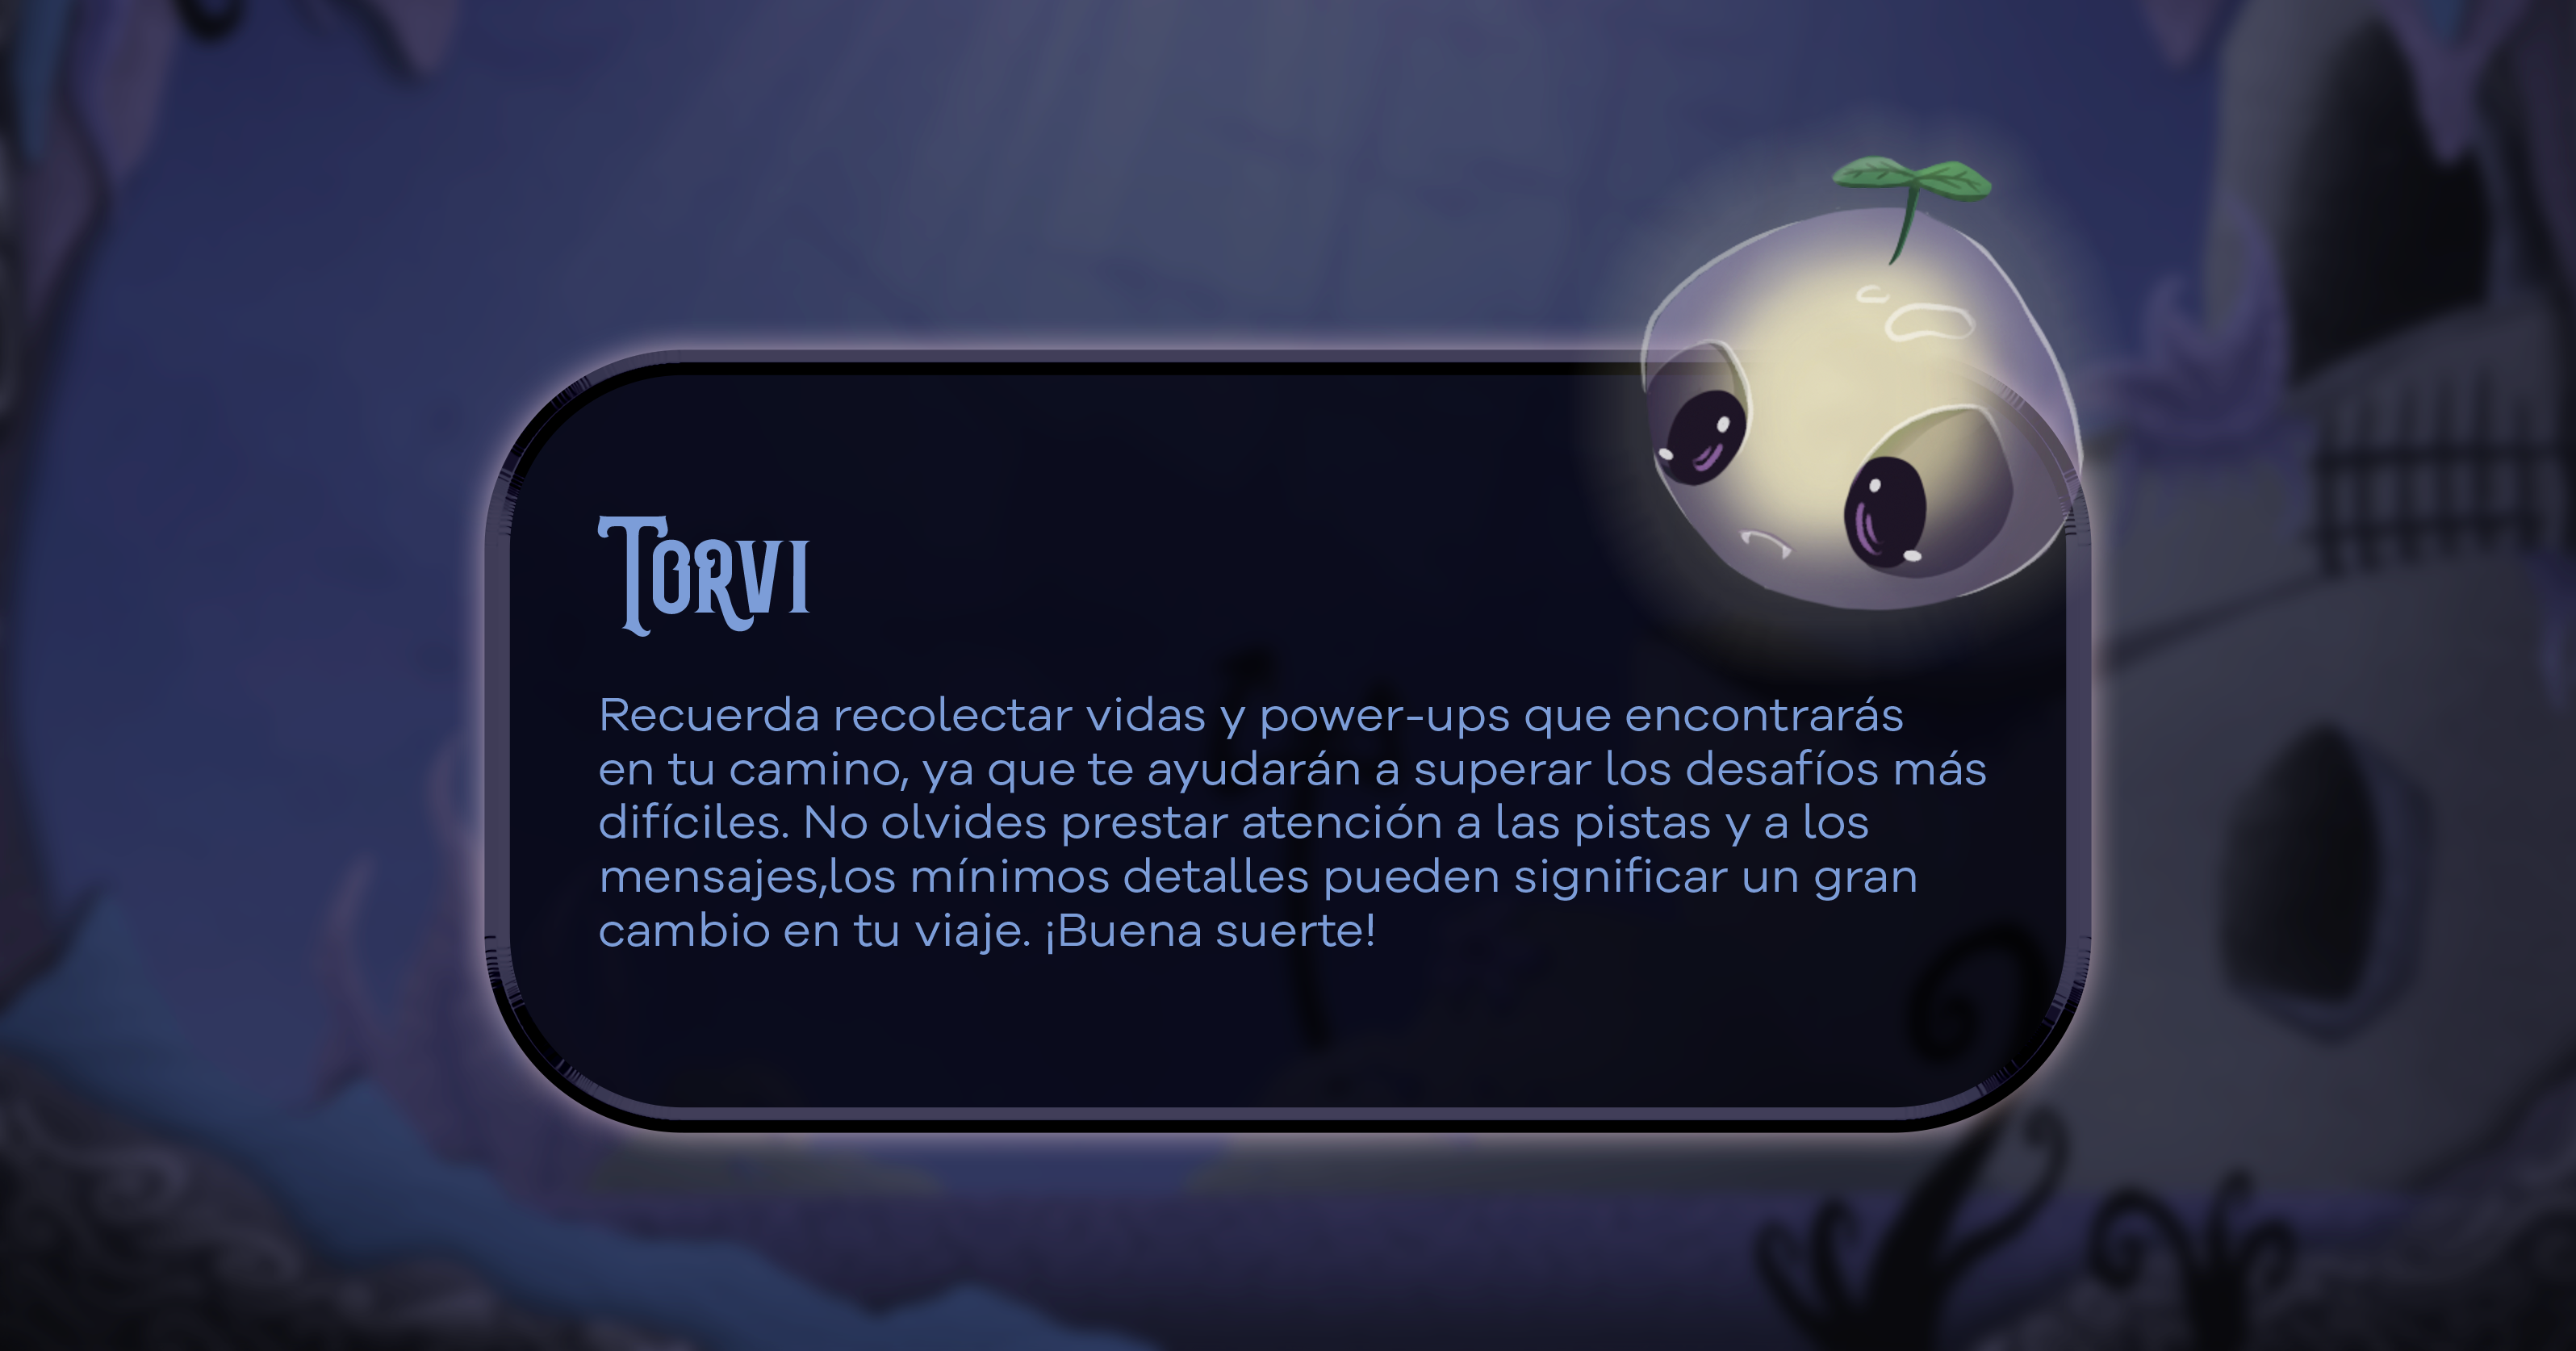 Torvi
Recuerda recolectar vidas y power-ups que encontrarás
en tu camino, ya que te ayudarán a superar los desafíos más
difíciles. No olvides prestar atención a las pistas y a los
mensajes,los mínimos detalles pueden significar un gran
cambio en tu viaje. ¡Buena suerte!